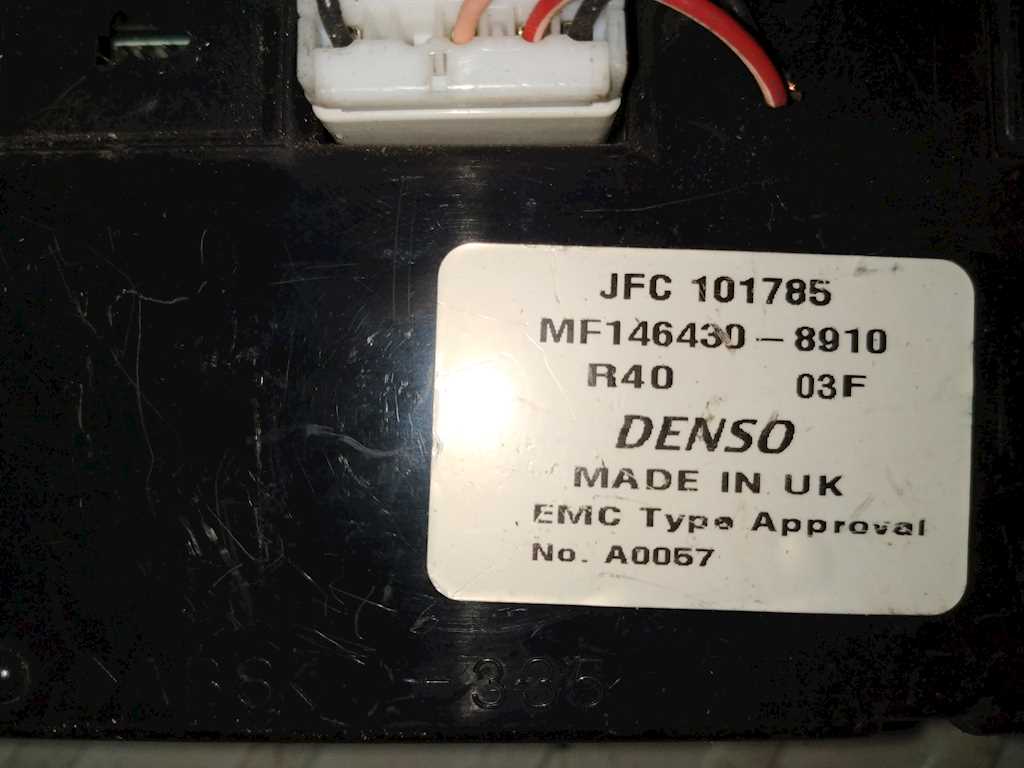 JFC 101785
MF146430-8910
R40 03F
DENSO
MADE IN UK
EMC Type Approval
No. A0057